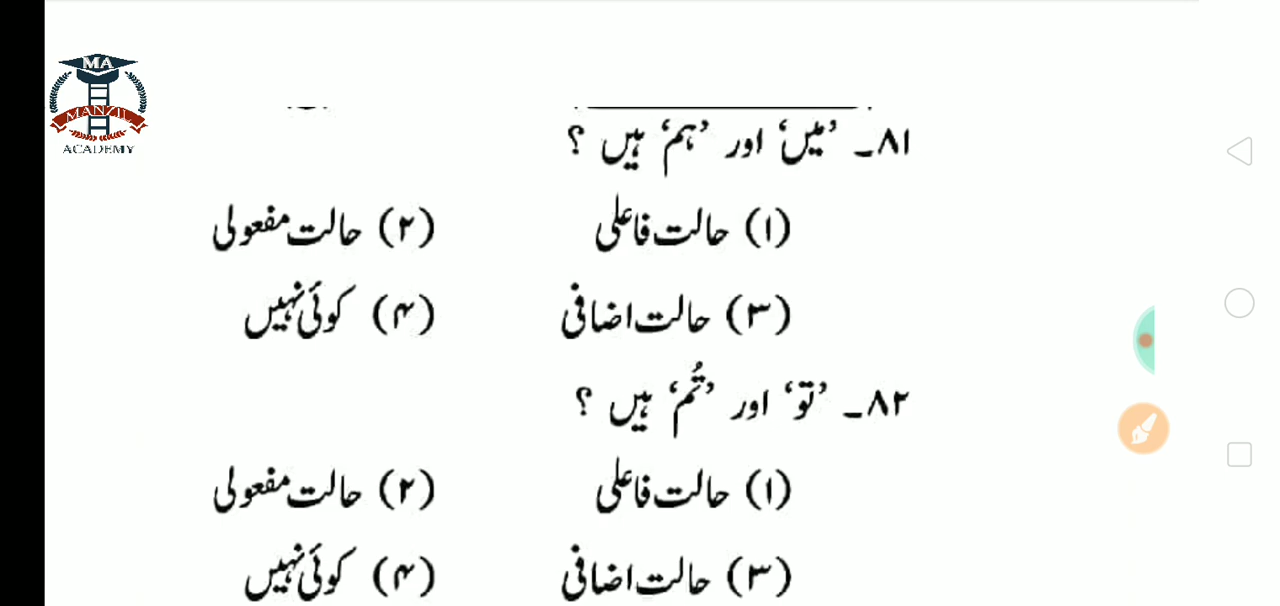 MA
MANZIL
ACADEMY
۸۱۔ ’میں‘ اور ’ہم‘ ہیں ؟
(۱) حالت فاعلی (۲) حالت مفعولی
(۳) حالت اضافی (۴) کوئی نہیں
۸۲۔ ’تو‘ اور ’تُم‘ ہیں ؟
(۱) حالت فاعلی (۲) حالت مفعولی
(۳) حالت اضافی (۴) کوئی نہیں